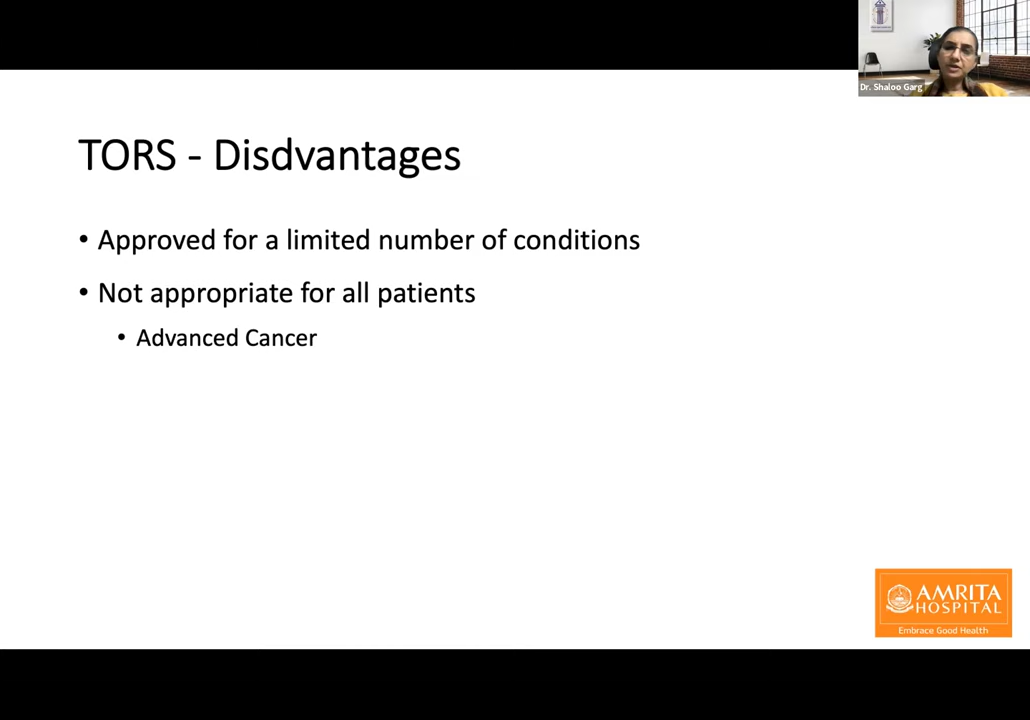 Dr. Shaloo Garg
TORS - Disdvantages
• Approved for a limited number of conditions
• Not appropriate for all patients
• Advanced Cancer
AMRITA
HOSPITAL
Embrace Good Health